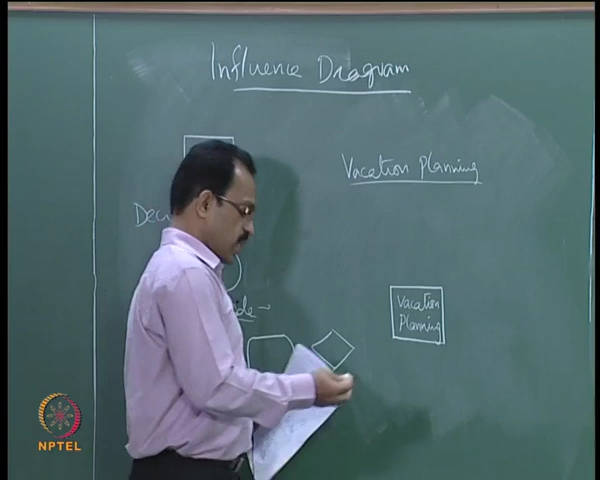 Influence Diagram
Vacation Planning
Vacation
Planning
NPTEL